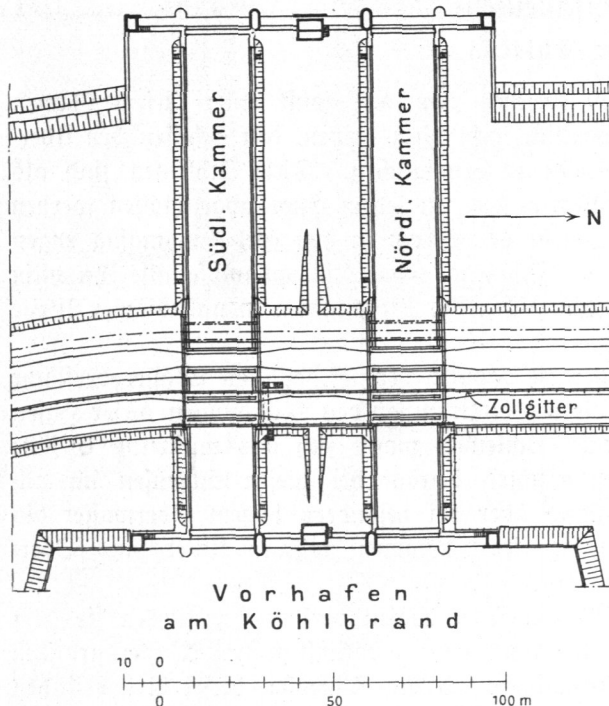 Südl. Kammer
Nördl. Kammer
N
Zollgitter
Vorhafen
am Köhlbrand
10 0
0 50 100 m